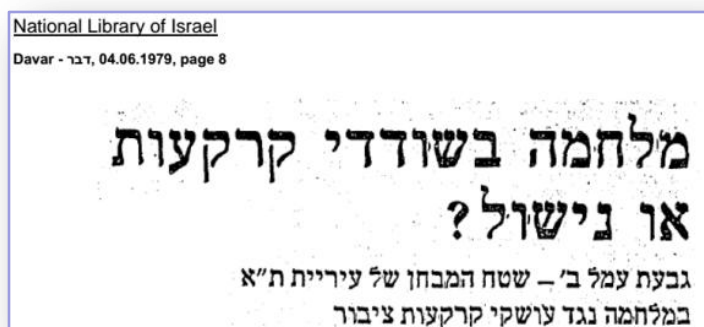 National Library of Israel
Davar - דבר, 04.06.1979, page 8
מלחמה בשודדי קרקעות
או נישול?
גבעת עמל ב׳ – שטח המבחן של עיריית ת״א
במלחמה נגד עושקי קרקעות ציבור